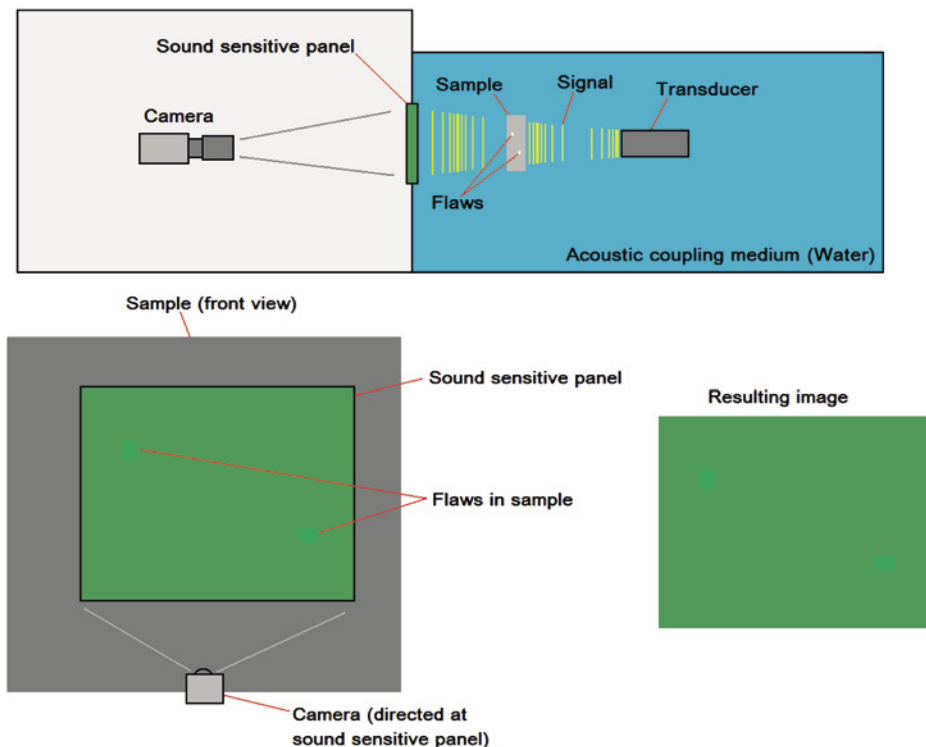 Sound sensitive panel
Camera
Sample
Signal
Transducer
Flaws
Acoustic coupling medium (Water)
Sample (front view)
Sound sensitive panel
Resulting image
Flaws in sample
Camera (directed at
sound sensitive panel)